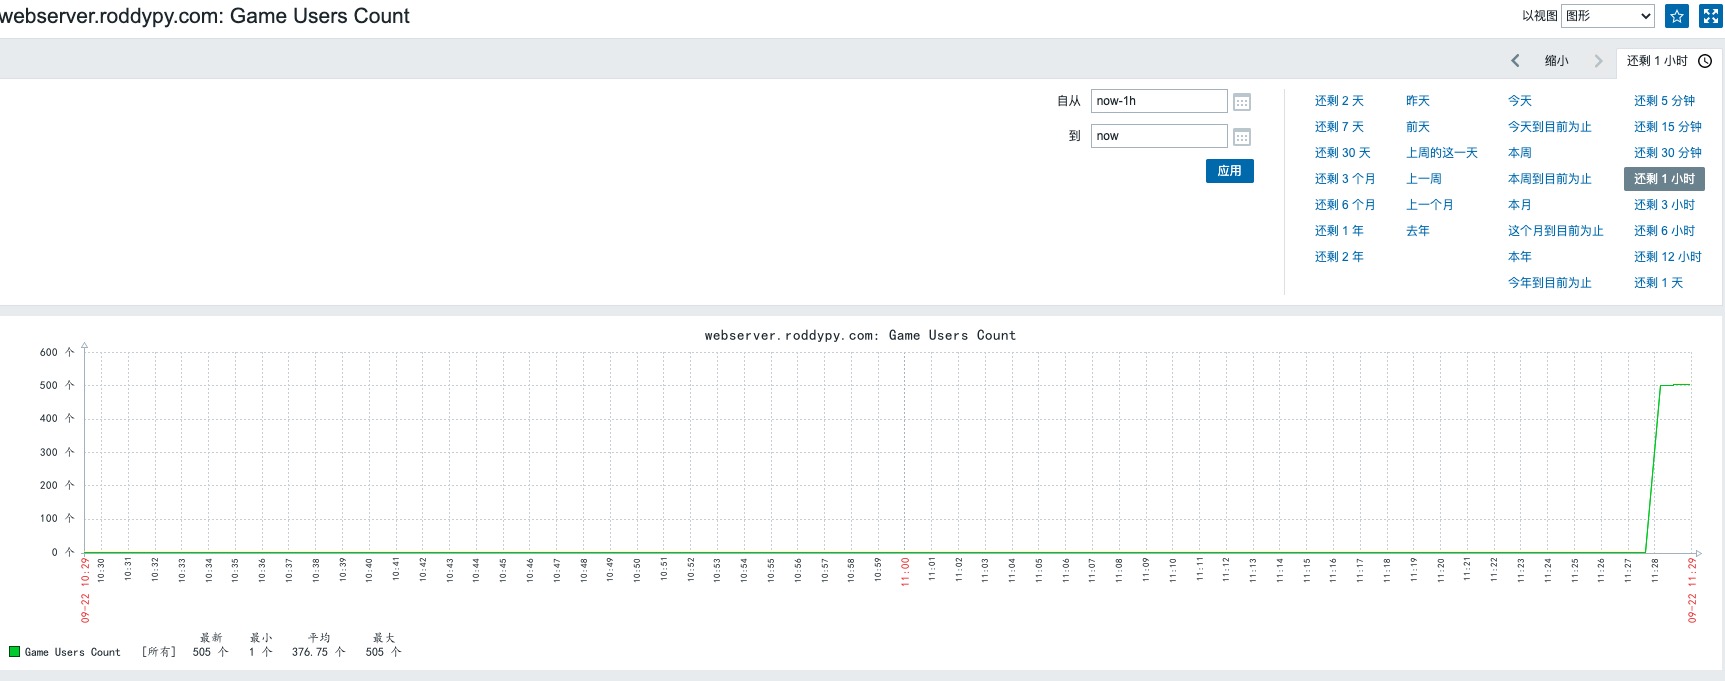 webserver.roddypy.com: Game Users Count
以视图 图形
缩小 还剩 1 小时
自从 now-1h
到 now
应用
还剩 2 天 昨天 今天 还剩 5 分钟
还剩 7 天 前天 今天到目前为止 还剩 15 分钟
还剩 30 天 上周的这一天 本周 还剩 30 分钟
还剩 3 个月 上一周 本周到目前为止 还剩 1 小时
还剩 6 个月 上一个月 本月 还剩 3 小时
还剩 1 年 去年 这个月到目前为止 还剩 6 小时
还剩 2 年 本年 还剩 12 小时
今年到目前为止 还剩 1 天
webserver.roddypy.com: Game Users Count
600 个
500 个
400 个
300 个
200 个
100 个
0 个
09-22 10:29 10:30 10:31 10:32 10:33 10:34 10:35 10:36 10:37 10:38 10:39 10:40 10:41 10:42 10:43 10:44 10:45 10:46 10:47 10:48 10:49 10:50 10:51 10:52 10:53 10:54 10:55 10:56 10:57 10:58 10:59 11:00 11:01 11:02 11:03 11:04 11:05 11:06 11:07 11:08 11:09 11:10 11:11 11:12 11:13 11:14 11:15 11:16 11:17 11:18 11:19 11:20 11:21 11:22 11:23 11:24 11:25 11:26 11:27 11:28 09-22 11:29
最新 最小 平均 最大
Game Users Count [所有] 505 个 1 个 376.75 个 505 个